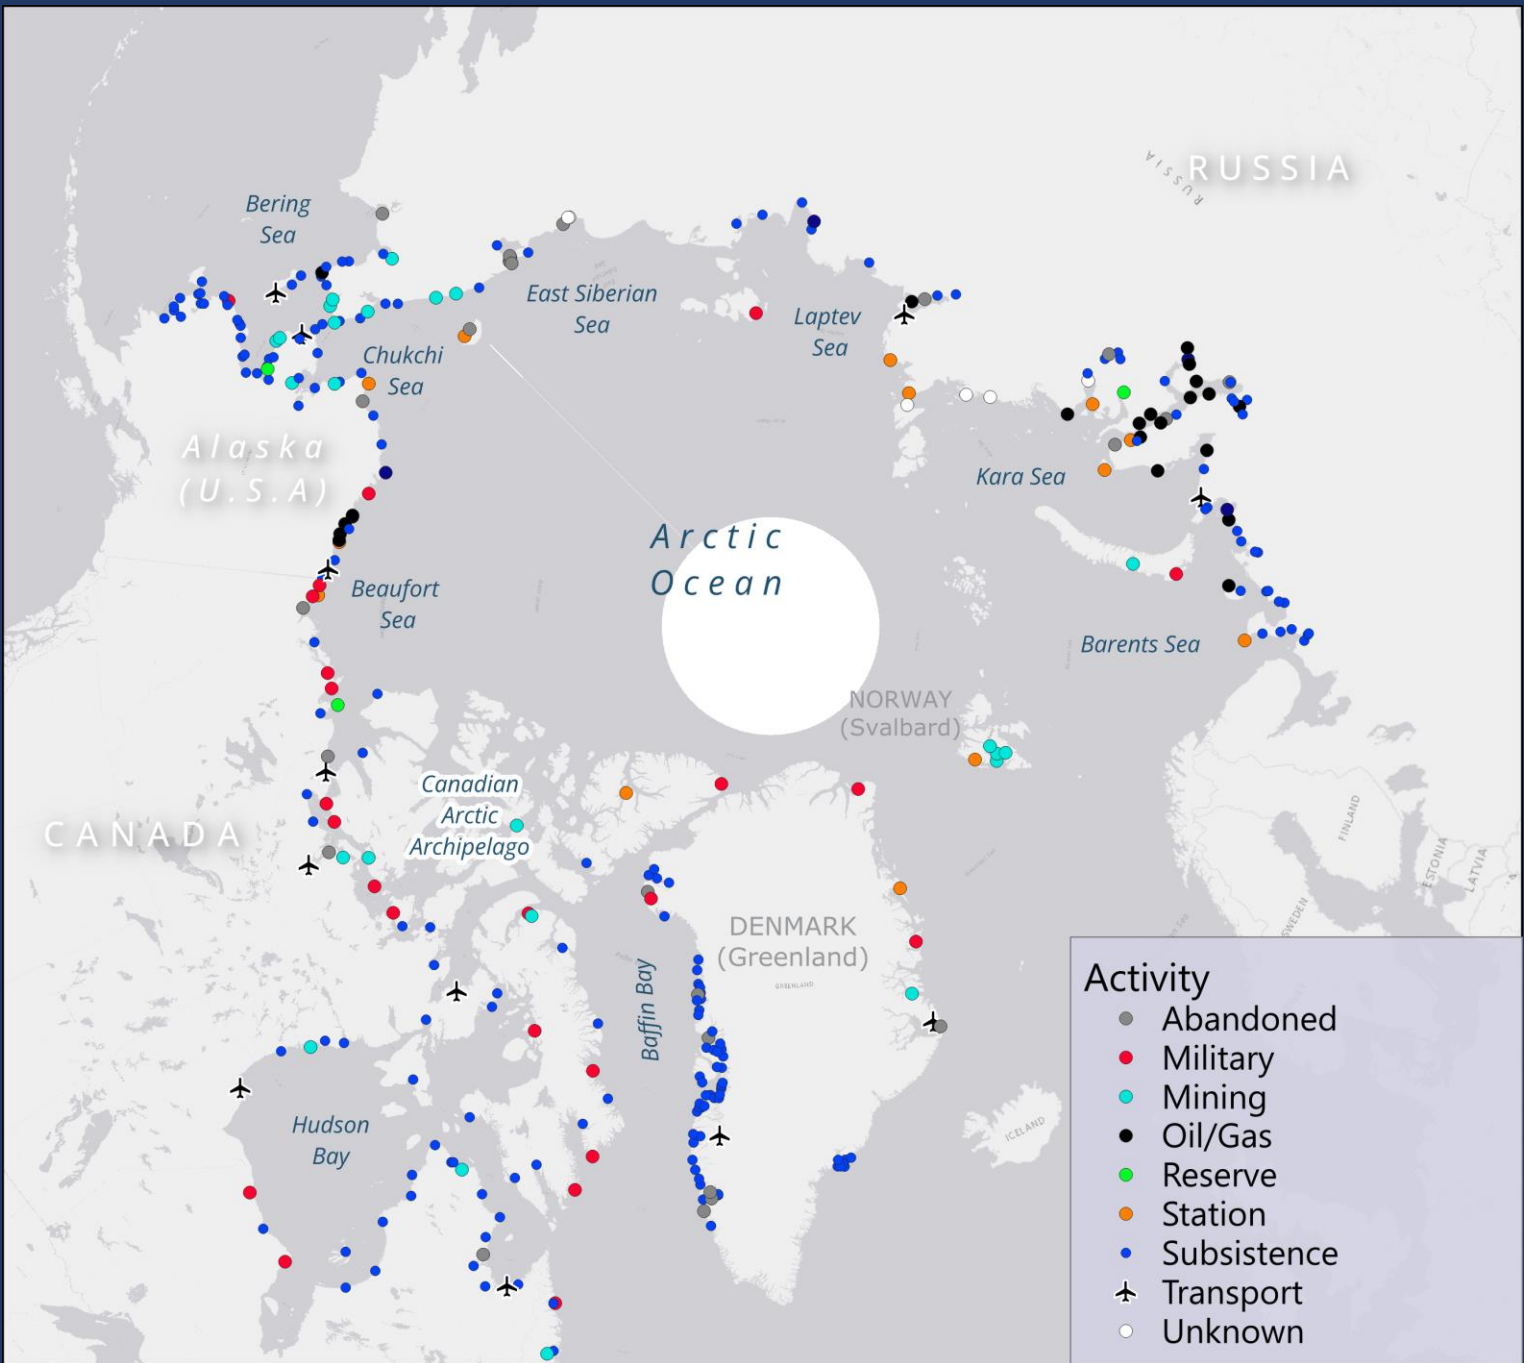 RUSSIA
RUSSIA
Bering
Sea
East Siberian
Sea
Laptev
Sea
Chukchi
Sea
Alaska
(U.S.A)
Kara Sea
Arctic
Ocean
Beaufort
Sea
Barents Sea
NORWAY
(Svalbard)
Canadian
Arctic
Archipelago
CANADA
FINLAND
ESTONIA
LATVIA
SWEDEN
DENMARK
(Greenland)
GREENLAND
Baffin Bay
ICELAND
Hudson
Bay
Activity
Abandoned
Military
Mining
Oil/Gas
Reserve
Station
Subsistence
Transport
Unknown